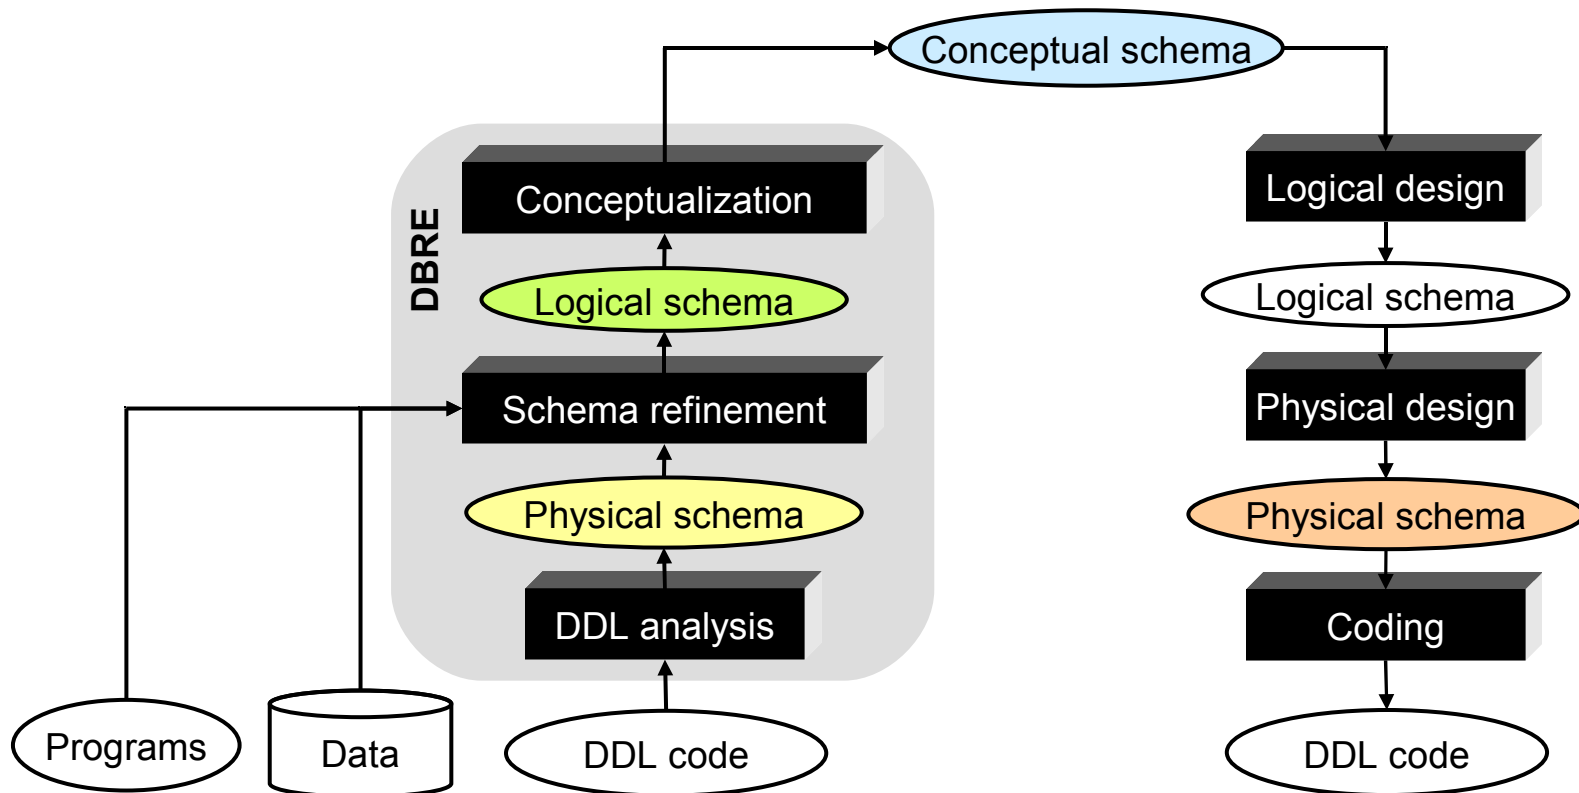 Conceptual schema
Conceptualization
DBRE
Logical schema
Schema refinement
Physical schema
DDL analysis
Programs
Data
DDL code
Logical design
Logical schema
Physical design
Physical schema
Coding
DDL code